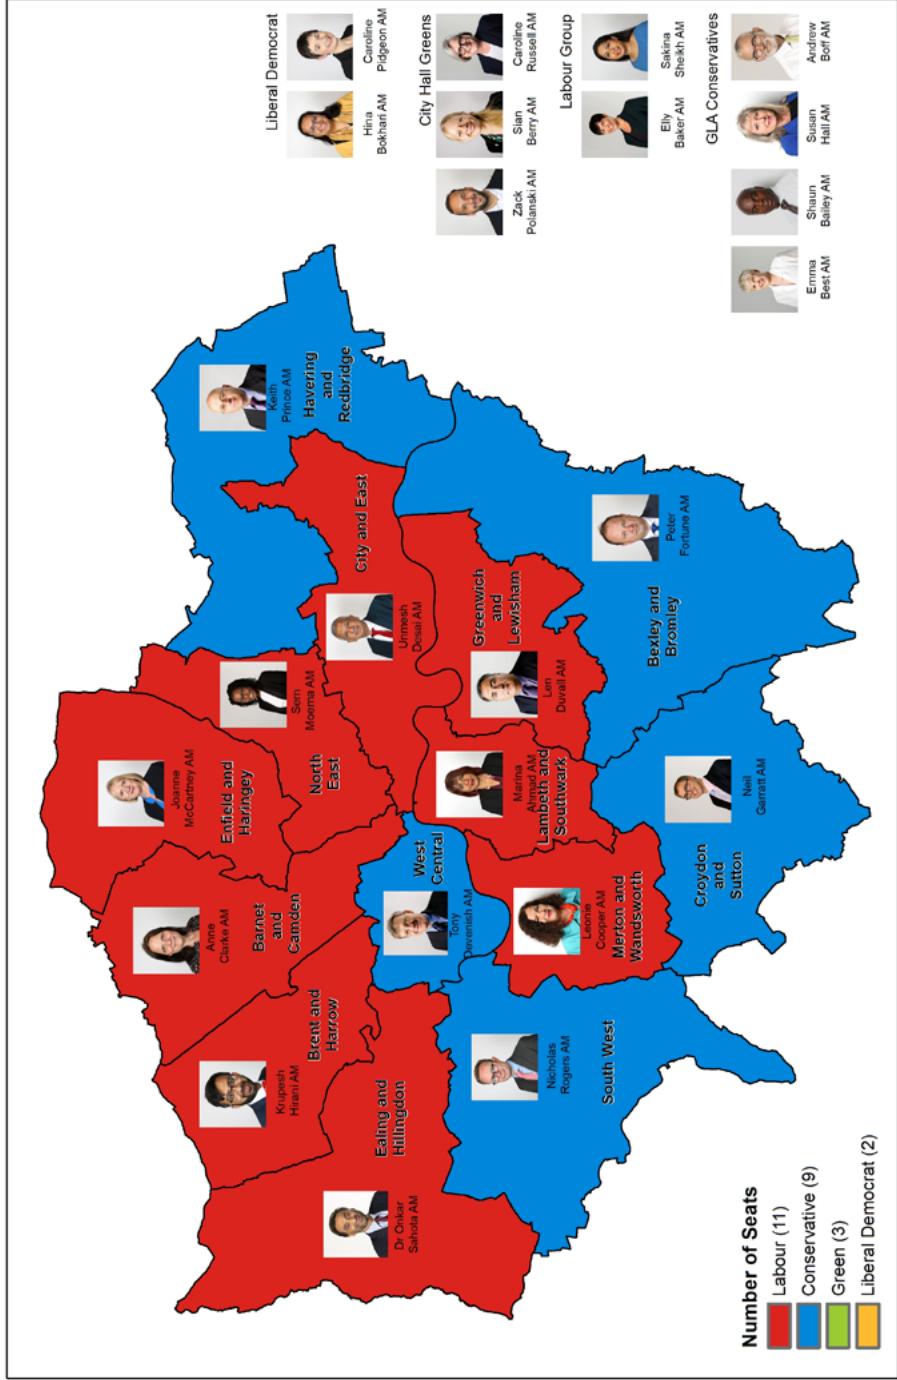 Joanne
McCartney AM
Enfield and
Haringey
Anne
Clarke AM
Barnet
and
Camden
Krupesh
Hirani AM
Brent and
Harrow
Dr Onkar
Sahota AM
Ealing and
Hillingdon
Sem
Moema AM
North
East
Keith
Prince AM
Havering
and
Redbridge
Unmesh
Desai AM
City and East
Tony
Devenish AM
West
Central
Marina
Ahmad AM
Lambeth and
Southwark
Len
Duvall AM
Greenwich
and
Lewisham
Nicholas
Rogers AM
South West
Leonie
Cooper AM
Merton and
Wandsworth
Neil
Garratt AM
Croydon
and
Sutton
Peter
Fortune AM
Bexley and
Bromley
Liberal Democrat
Hina
Bokhari AM
Caroline
Pidgeon AM
City Hall Greens
Zack
Polanski AM
Sian
Berry AM
Caroline
Russell AM
Labour Group
Elly
Baker AM
Sakina
Sheikh AM
GLA Conservatives
Emma
Best AM
Shaun
Bailey AM
Susan
Hall AM
Andrew
Boff AM
Number of Seats
Labour (11)
Conservative (9)
Green (3)
Liberal Democrat (2)